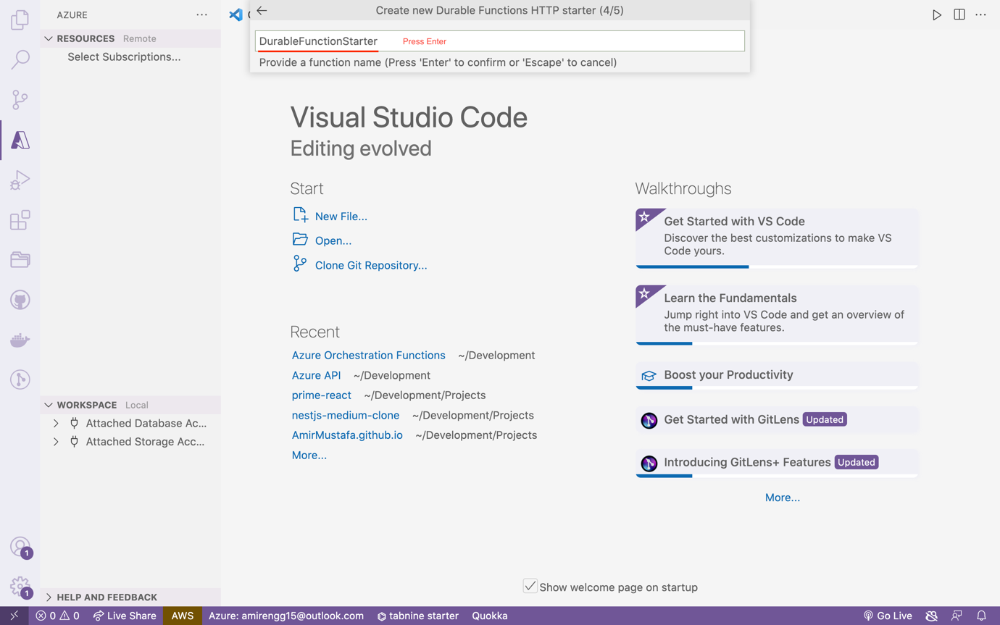 AZURE
RESOURCES Remote
Select Subscriptions...
Create new Durable Functions HTTP starter (4/5)
DurableFunctionStarter Press Enter
Provide a function name (Press 'Enter' to confirm or 'Escape' to cancel)
Visual Studio Code
Editing evolved
Start
New File...
Open...
Clone Git Repository...
Recent
Azure Orchestration Functions ~/Development
Azure API ~/Development
prime-react ~/Development/Projects
nestjs-medium-clone ~/Development/Projects
AmirMustafa.github.io ~/Development/Projects
More...
Walkthroughs
Get Started with VS Code
Discover the best customizations to make VS
Code yours.
Learn the Fundamentals
Jump right into VS Code and get an overview of
the must-have features.
Boost your Productivity
Get Started with GitLens Updated
Introducing GitLens+ Features Updated
More...
WORKSPACE Local
Attached Database Ac...
Attached Storage Acc...
1
1
HELP AND FEEDBACK
Show welcome page on startup
0 0 Live Share AWS Azure: amirengg15@outlook.com tabnine starter Quokka Go Live